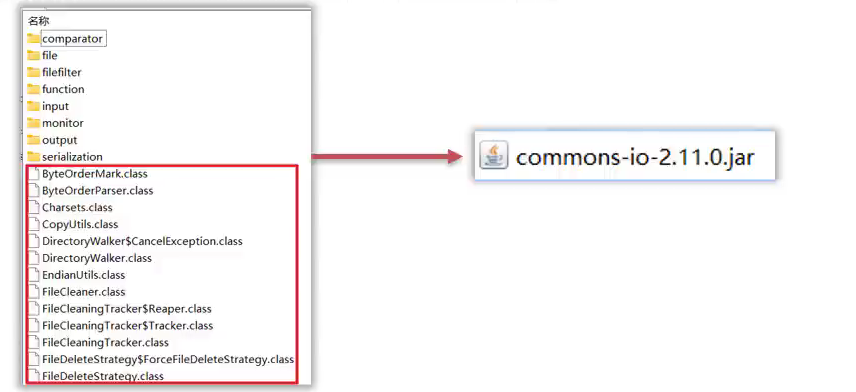 名称
comparator
file
filefilter
function
input
monitor
output
serialization
ByteOrderMark.class
ByteOrderParser.class
Charsets.class
CopyUtils.class
DirectoryWalker$CancelException.class
DirectoryWalker.class
EndianUtils.class
FileCleaner.class
FileCleaningTracker$Reaper.class
FileCleaningTracker$Tracker.class
FileCleaningTracker.class
FileDeleteStrategy$ForceFileDeleteStrategy.class
FileDeleteStrategy.class
commons-io-2.11.0.jar